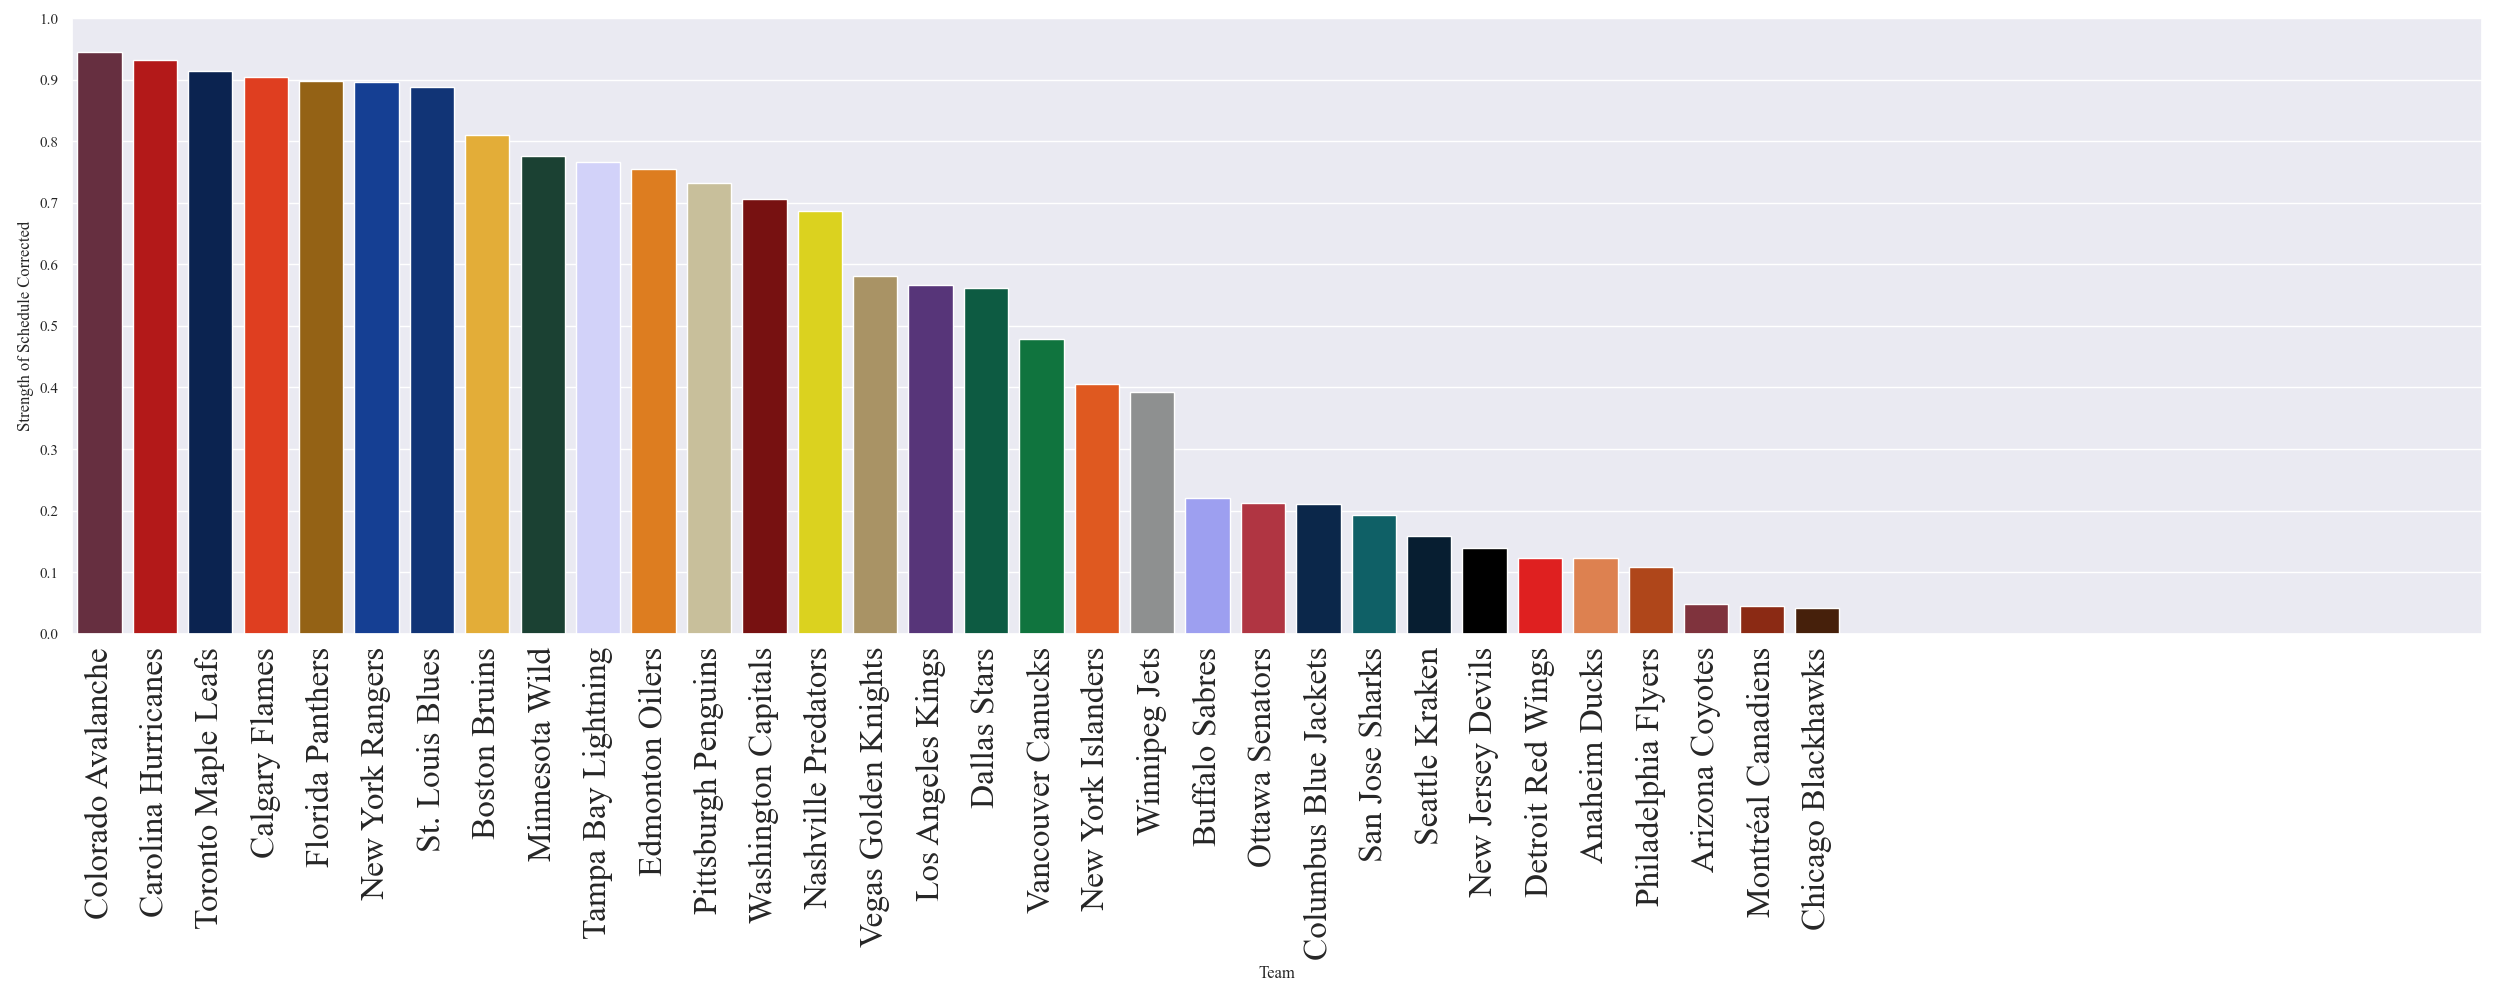 1.0
0.9
0.8
0.7
0.6
0.5
0.4
0.3
0.2
0.1
0.0
Strength of Schedule Corrected
Colorado Avalanche
Carolina Hurricanes
Toronto Maple Leafs
Calgary Flames
Florida Panthers
New York Rangers
St. Louis Blues
Boston Bruins
Minnesota Wild
Tampa Bay Lightning
Edmonton Oilers
Pittsburgh Penguins
Washington Capitals
Nashville Predators
Vegas Golden Knights
Los Angeles Kings
Dallas Stars
Vancouver Canucks
New York Islanders
Winnipeg Jets
Buffalo Sabres
Ottawa Senators
Columbus Blue Jackets
San Jose Sharks
Seattle Kraken
New Jersey Devils
Detroit Red Wings
Anaheim Ducks
Philadelphia Flyers
Arizona Coyotes
Montréal Canadiens
Chicago Blackhawks
Team